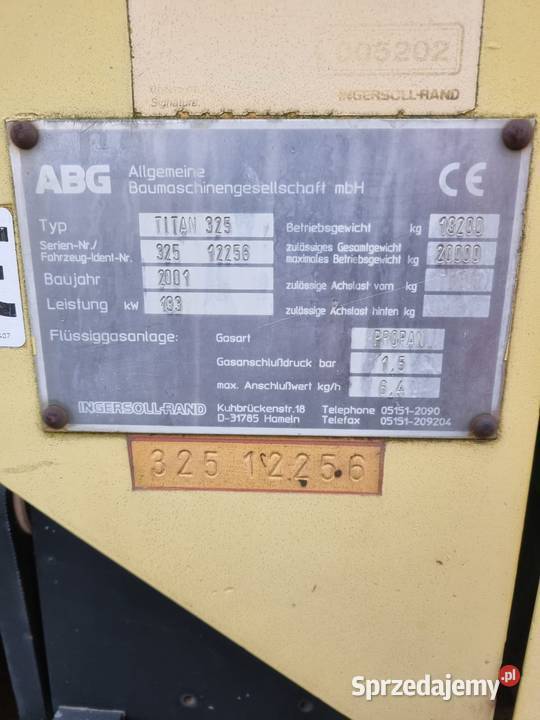 005202
Signature:
INGERSOLL-RAND
ABG Allgemeine Baumaschinengesellschaft mbH CE
Typ TITAN 325
Serien-Nr./ Fahrzeug-Ident-Nr. 325 12256
Baujahr 2001
Leistung kW 133
Betriebsgewicht kg 18200
zulässiges Gesamtgewicht
maximales Betriebsgewicht kg 20000
zulässige Achslast vorn kg
zulässige Achslast hinten kg
Flüssiggasanlage: Gasart PROPAN
Gasanschlußdruck bar 1,5
max. Anschlußwert kg/h 6,4
INGERSOLL-RAND Kuhbrückenstr.18 Telephone 05151-2090
D-31785 Hameln Telefax 05151-209204
325 12256
Sprzedajemy.pl